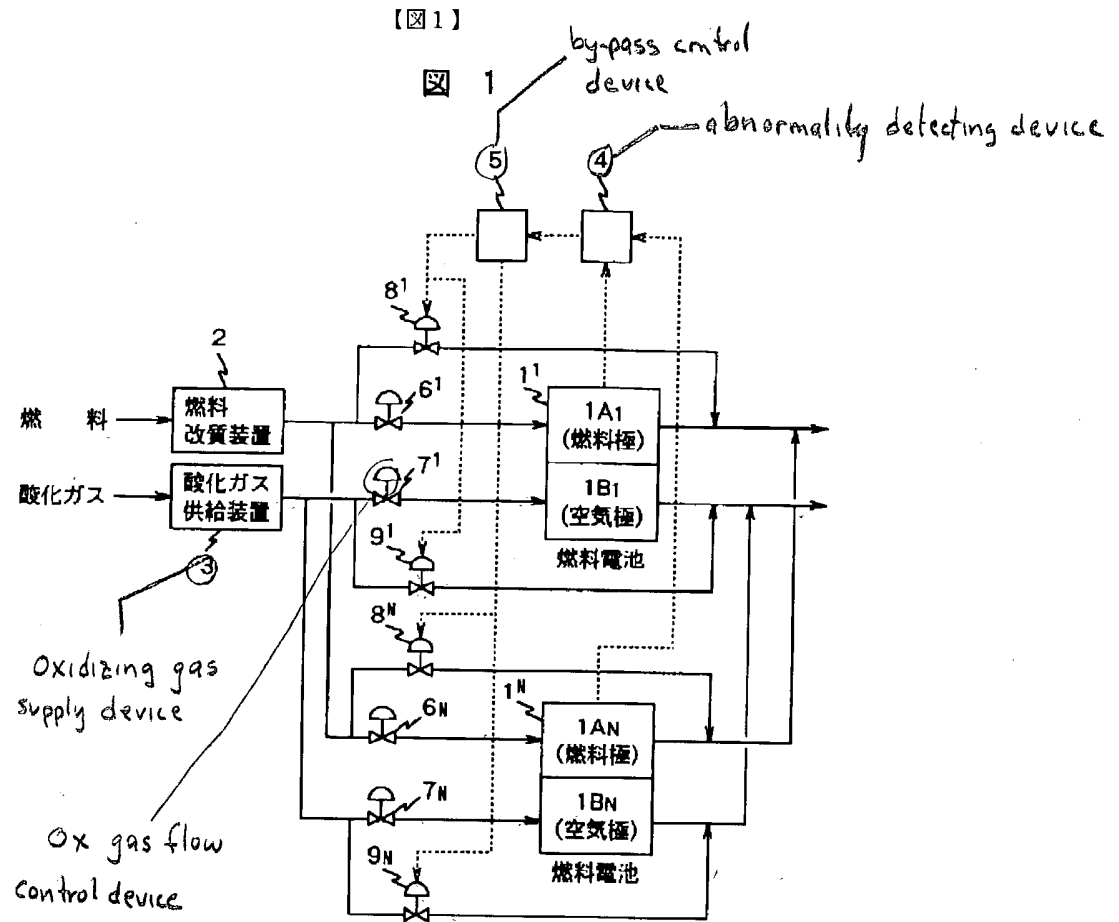 【図1】
図 1
by-pass control
device
abnormality detecting device
5
4
8¹
2
6¹
1¹
燃料
燃料
改質装置
1A₁
(燃料極)
7¹
酸化ガス
酸化ガス
供給装置
1B₁
(空気極)
9¹
燃料電池
3
8ᴺ
Oxidizing gas
supply device
1ᴺ
6ᴺ
1Aɴ
(燃料極)
7ᴺ
1Bɴ
(空気極)
Ox gas flow
control device
9ᴺ
燃料電池